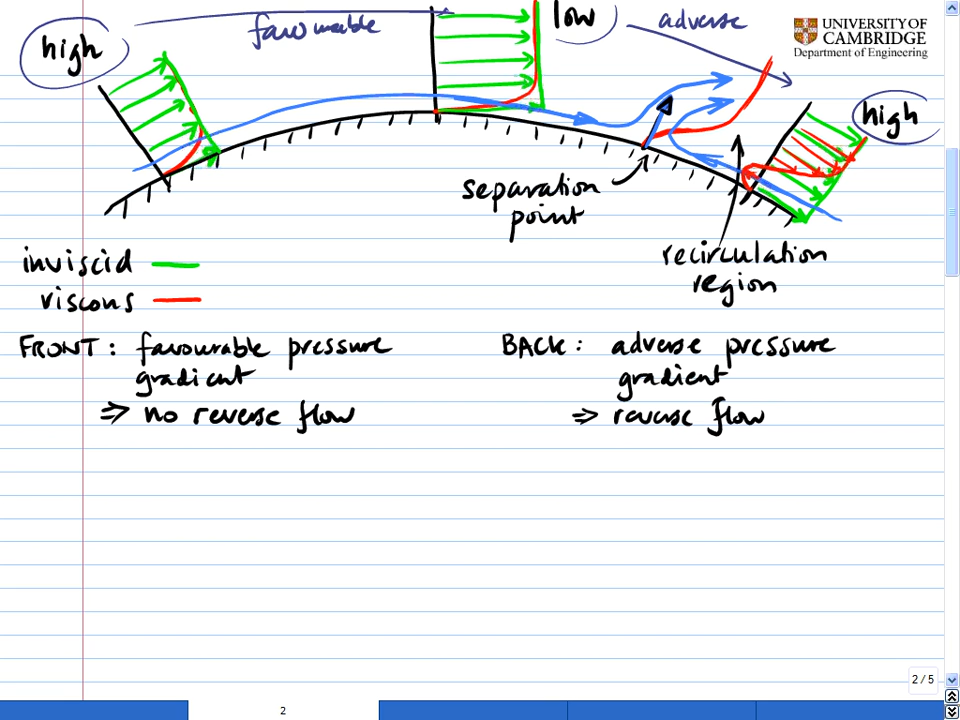 favourable
low
adverse
UNIVERSITY OF
CAMBRIDGE
Department of Engineering
high
high
separation
point
recirculation
region
inviscid
viscous
FRONT: favourable pressure
gradient
⇒ no reverse flow
BACK: adverse pressure
gradient
⇒ reverse flow
2 / 5
2